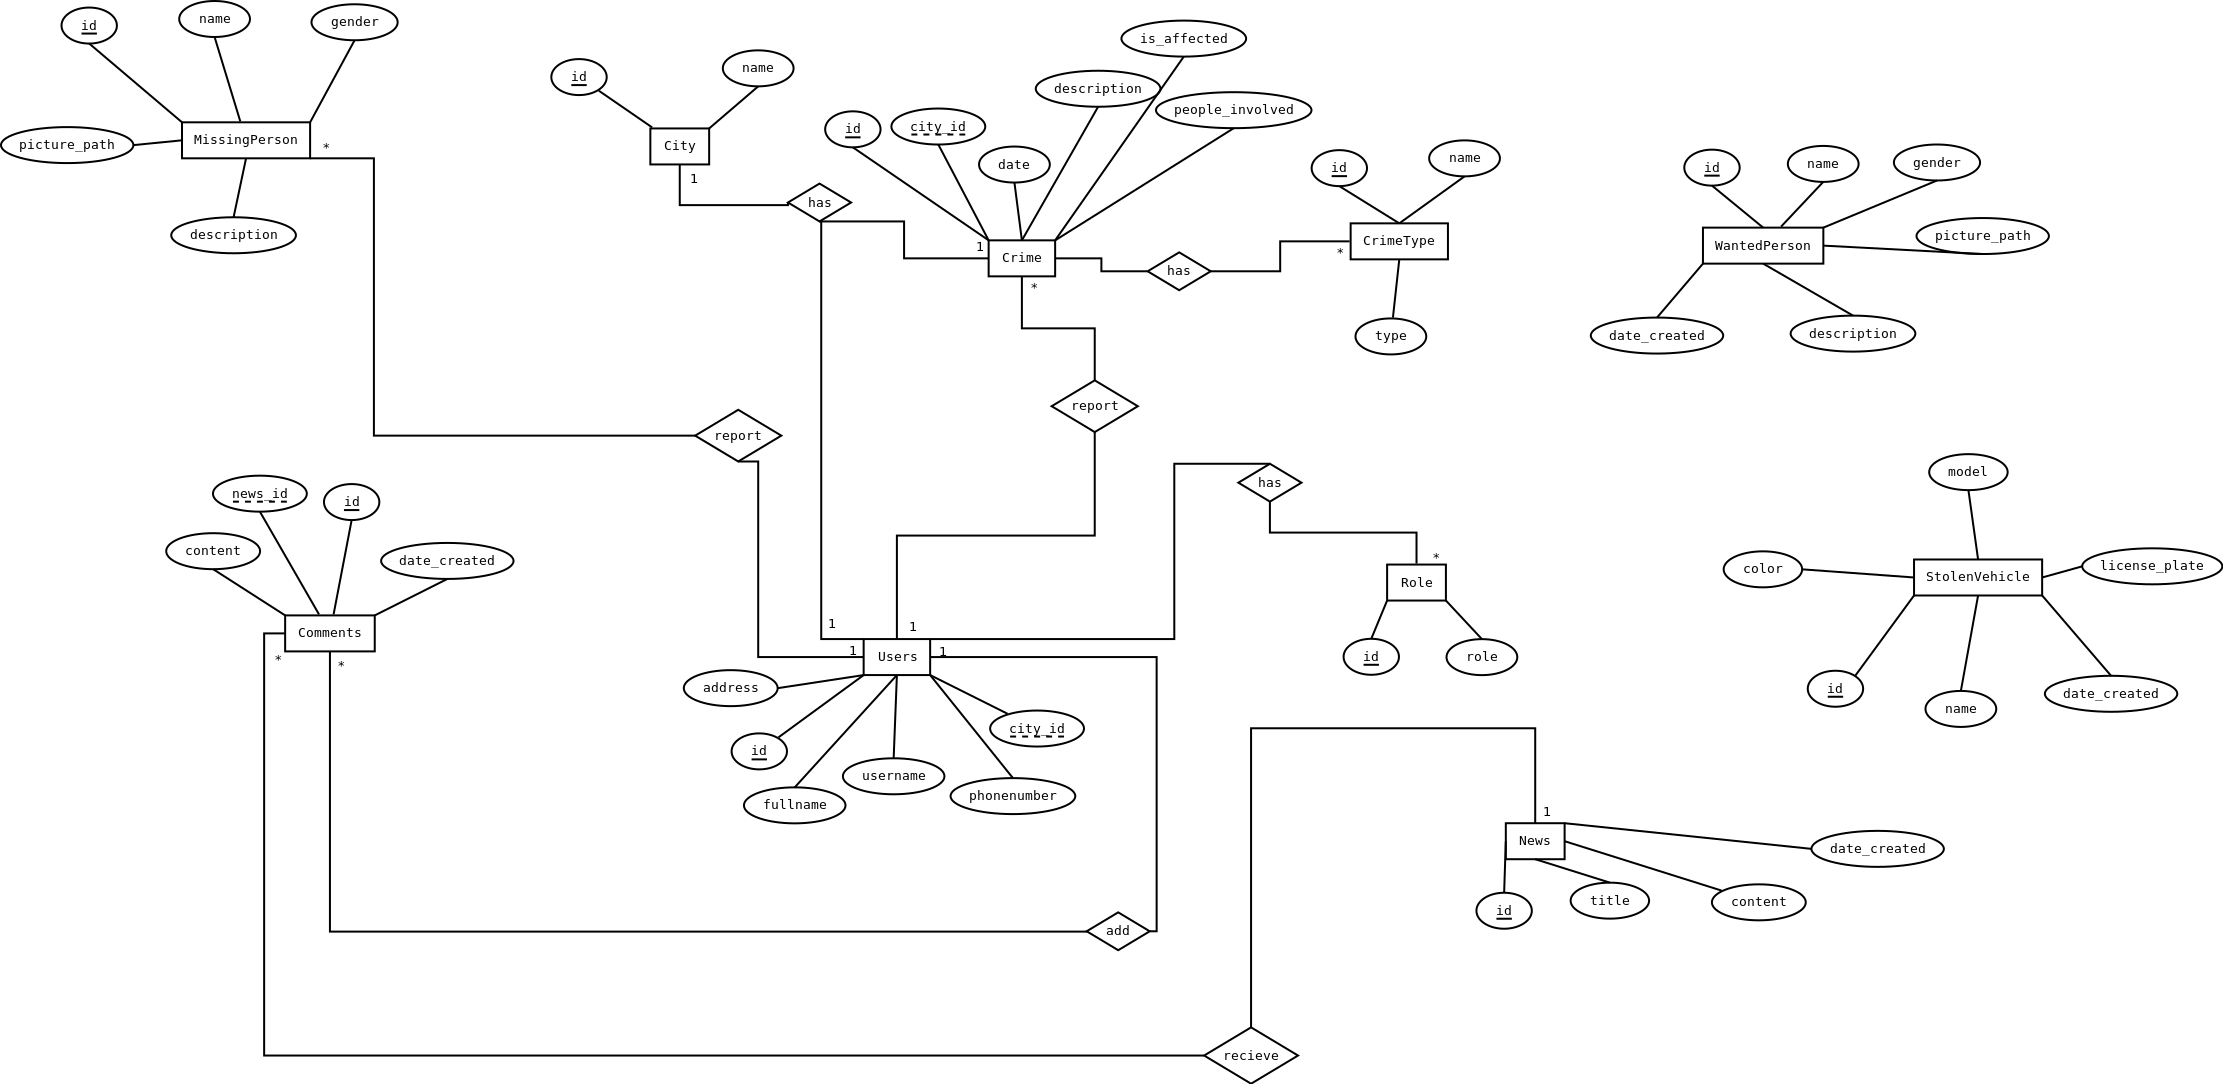 id
name
gender
picture_path
MissingPerson
*
description
id
name
City
1
has
id
city_id
date
description
is_affected
people_involved
1
Crime
*
has
id
name
CrimeType
*
type
id
name
gender
picture_path
WantedPerson
date_created
description
report
report
has
*
Role
id
role
model
color
StolenVehicle
license_plate
id
name
date_created
news_id
id
content
date_created
Comments
*
*
1
1
1
Users
1
address
id
fullname
username
phonenumber
city_id
add
1
News
date_created
id
title
content
recieve